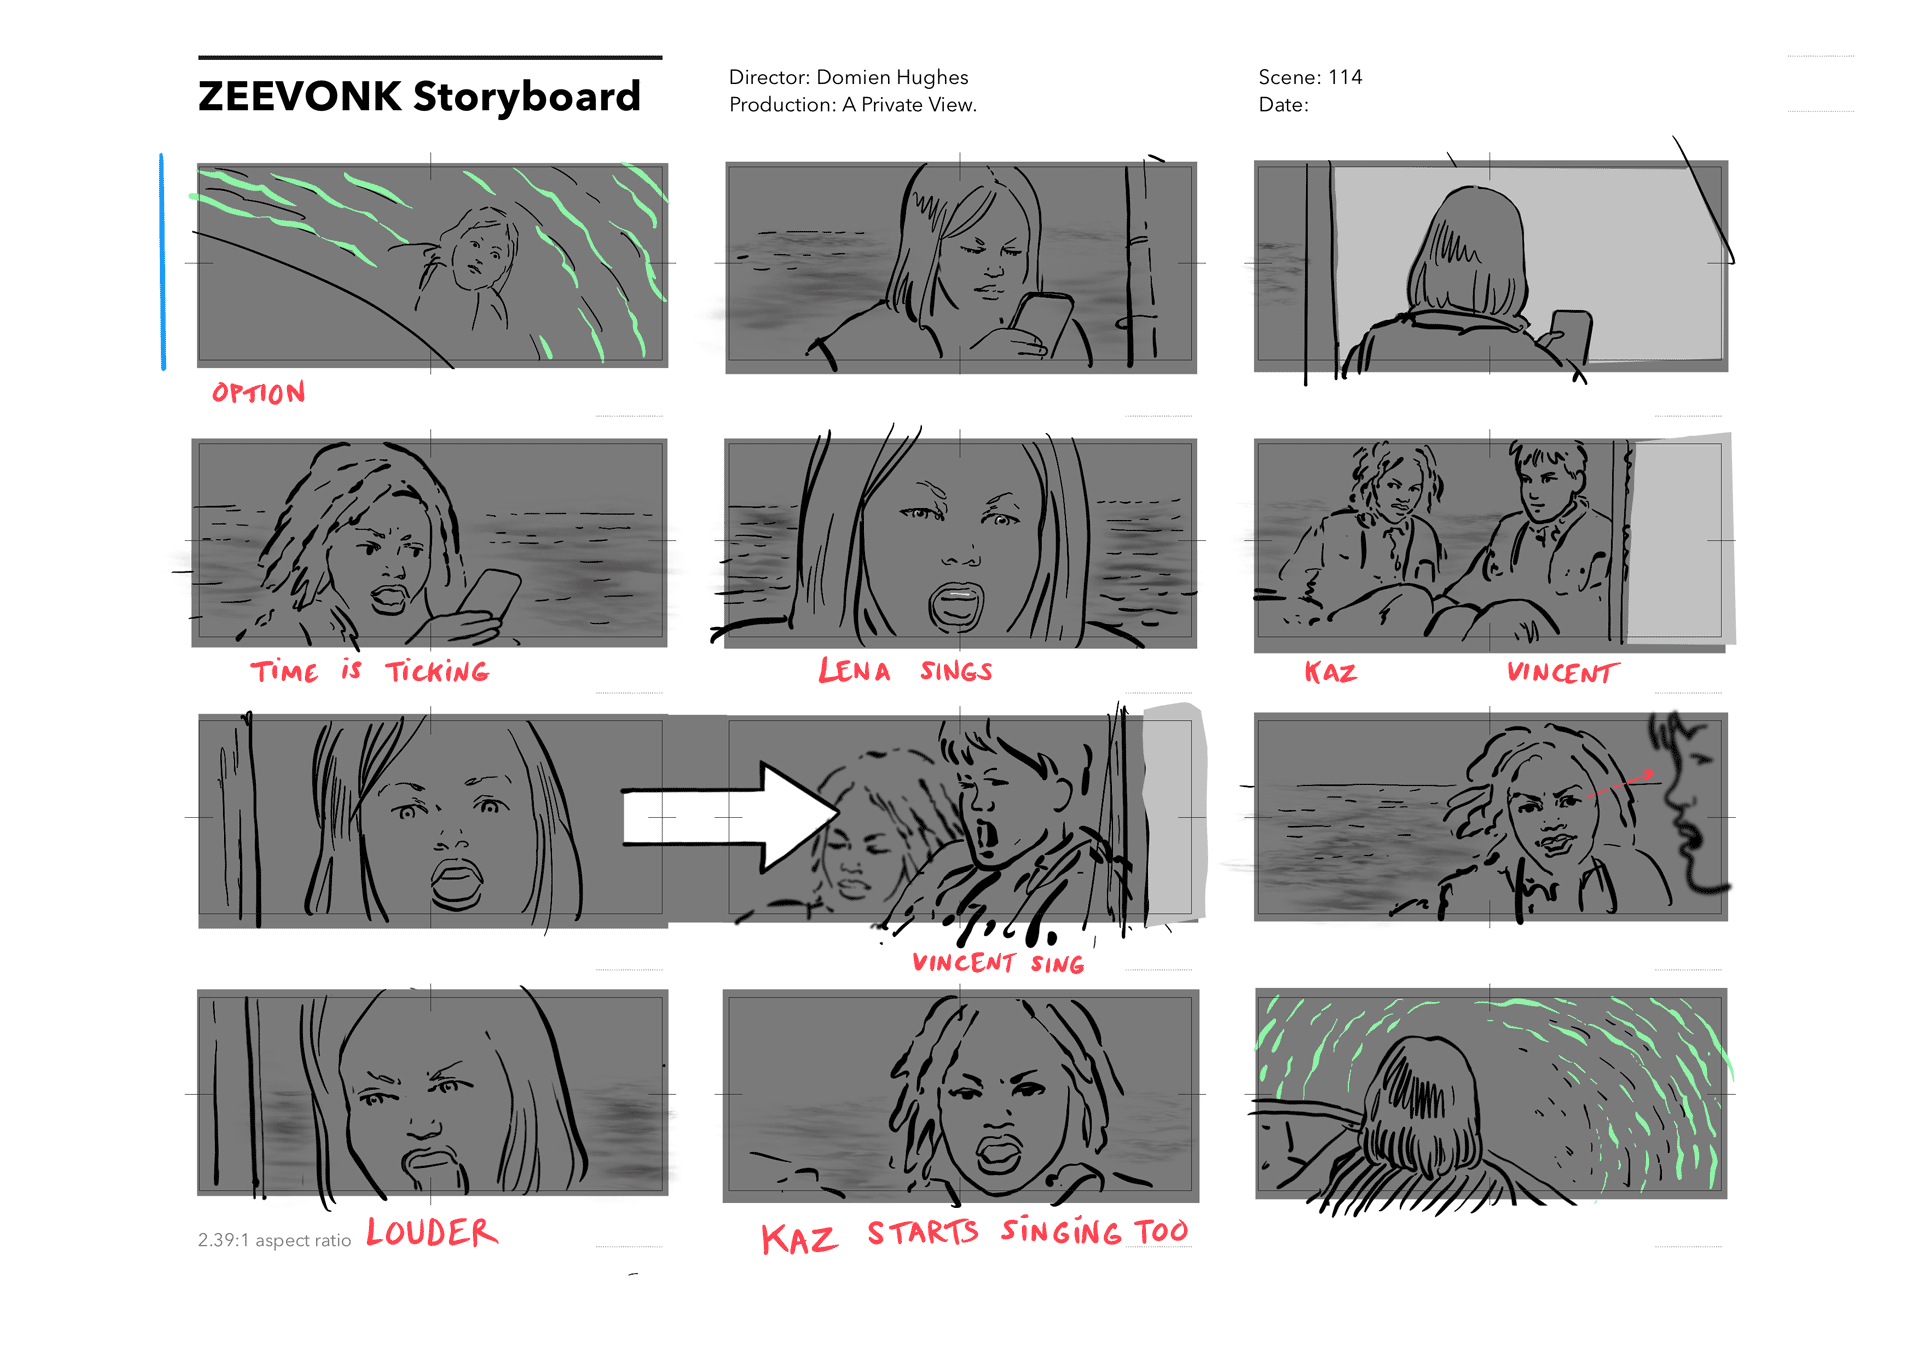 ZEEVONK Storyboard
Director: Domien Hughes
Production: A Private View.
Scene: 114
Date:
OPTION
TiME iS TiCKiNG
LENA SINGS
KAZ
VINCENT
VINCENT SING
2.39:1 aspect ratio
LOUDER
KAZ STARTS SiNGiNG TOO